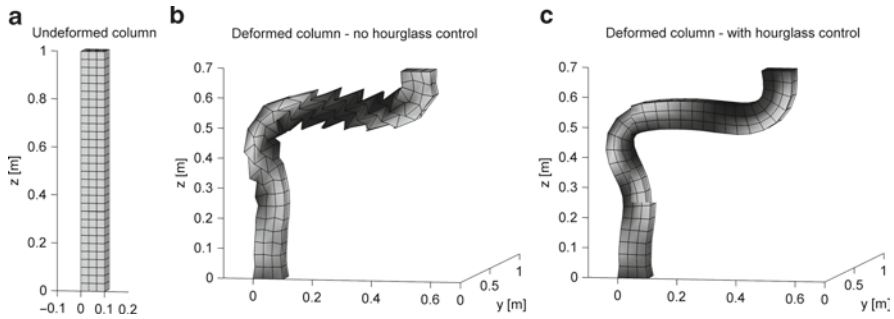 a
Undeformed column
1
0.8
0.6
0.4
0.2
0
z [m]
−0.1 0 0.1 0.2
b
Deformed column - no hourglass control
0.7
0.6
0.5
0.4
0.3
0.2
0.1
0
z [m]
0 0.2 0.4 0.6 0
0.5
1
y [m]
c
Deformed column - with hourglass control
0.7
0.6
0.5
0.4
0.3
0.2
0.1
0
z [m]
0 0.2 0.4 0.6 0
0.5
1
y [m]